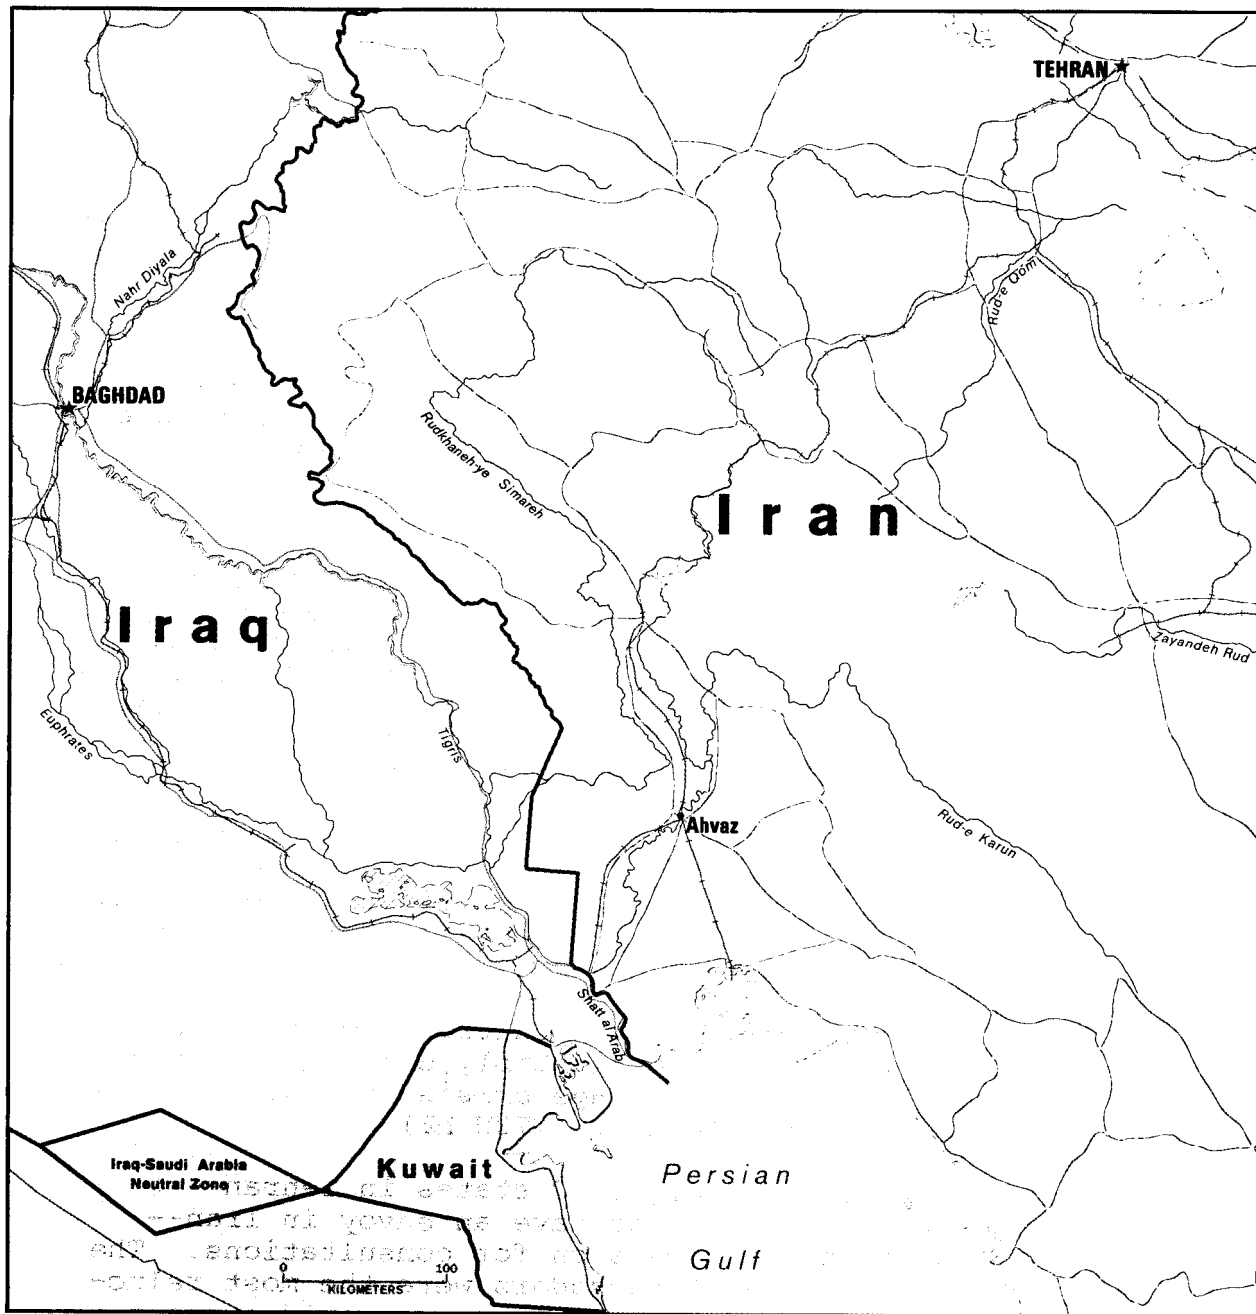 TEHRAN
Nahr Diyala
Rud-e Qom
BAGHDAD
Rudkhaneh-ye Simareh
Iran
Iraq
Zayandeh Rud
Euphrates
Tigris
Ahvaz
Rud-e Karun
Shatt al Arab
Iraq-Saudi Arabia
Neutral Zone
Kuwait
Persian
Gulf
0 100
KILOMETERS